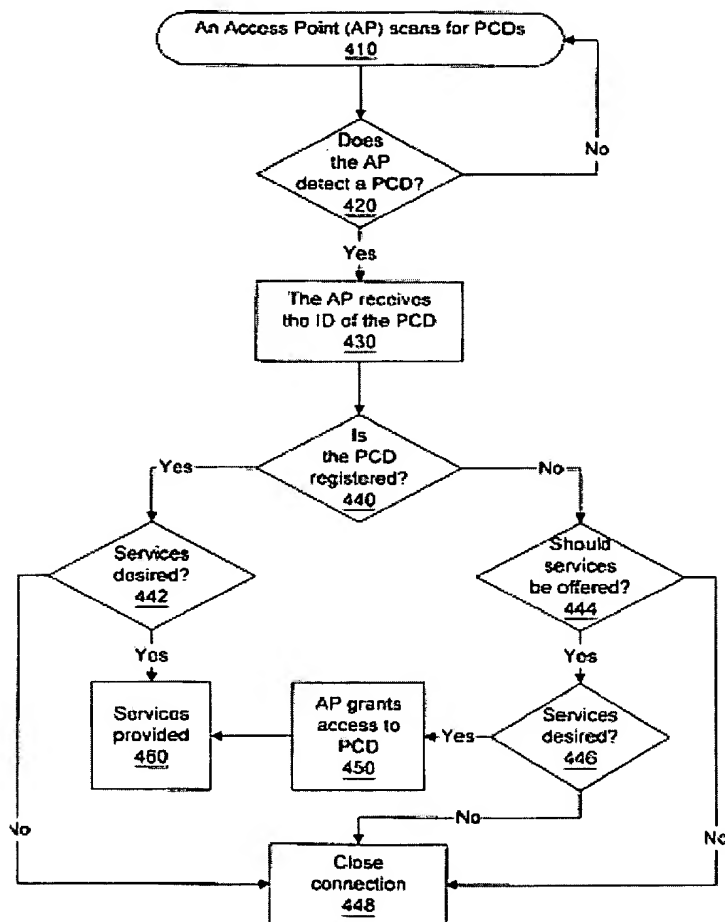 An Access Point (AP) scans for PCDs
410
Does
the AP
detect a PCD?
420
No
Yes
The AP receives
the ID of the PCD
430
Is
the PCD
registered?
440
Yes
No
Services
desired?
442
Should
services
be offered?
444
Yes
Yes
Services
provided
460
AP grants
access to
PCD
450
Yes
Services
desired?
446
No
No
No
Close
connection
448